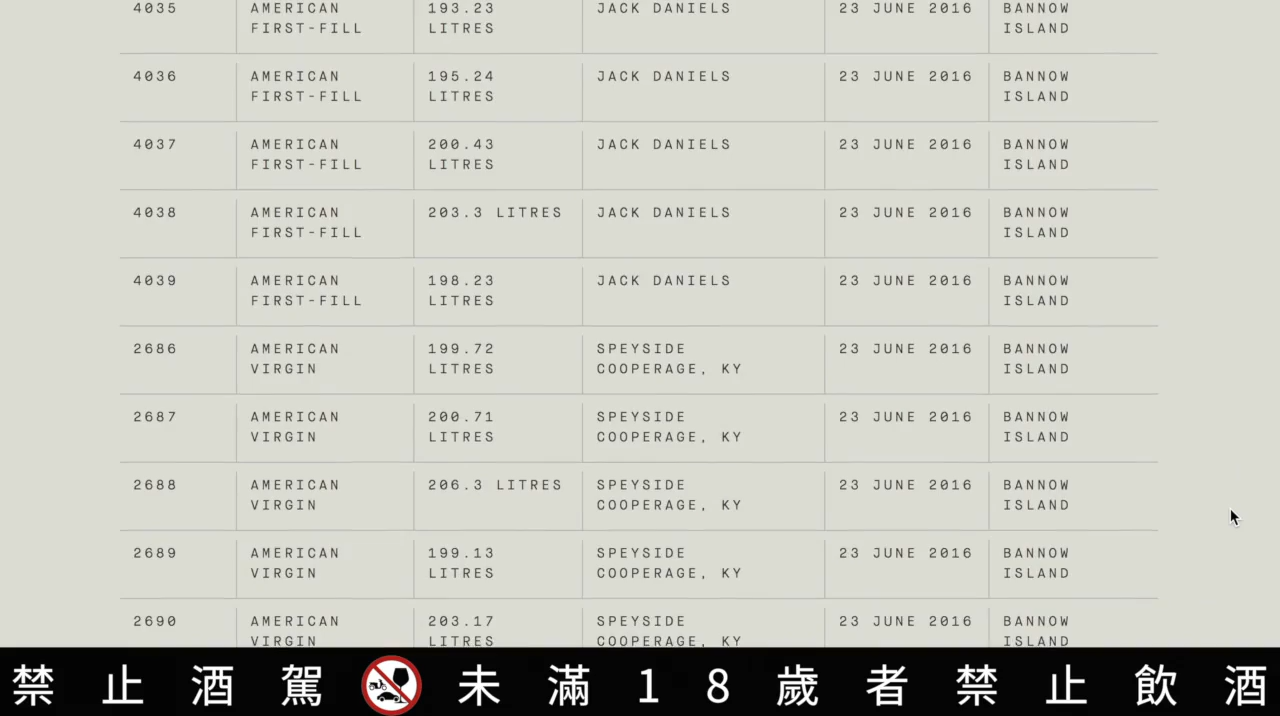 4035 AMERICAN 193.23 JACK DANIELS 23 JUNE 2016 BANNOW
FIRST-FILL LITRES ISLAND
4036 AMERICAN 195.24 JACK DANIELS 23 JUNE 2016 BANNOW
FIRST-FILL LITRES ISLAND
4037 AMERICAN 200.43 JACK DANIELS 23 JUNE 2016 BANNOW
FIRST-FILL LITRES ISLAND
4038 AMERICAN 203.3 LITRES JACK DANIELS 23 JUNE 2016 BANNOW
FIRST-FILL ISLAND
4039 AMERICAN 198.23 JACK DANIELS 23 JUNE 2016 BANNOW
FIRST-FILL LITRES ISLAND
2686 AMERICAN 199.72 SPEYSIDE 23 JUNE 2016 BANNOW
VIRGIN LITRES COOPERAGE, KY ISLAND
2687 AMERICAN 200.71 SPEYSIDE 23 JUNE 2016 BANNOW
VIRGIN LITRES COOPERAGE, KY ISLAND
2688 AMERICAN 206.3 LITRES SPEYSIDE 23 JUNE 2016 BANNOW
VIRGIN COOPERAGE, KY ISLAND
2689 AMERICAN 199.13 SPEYSIDE 23 JUNE 2016 BANNOW
VIRGIN LITRES COOPERAGE, KY ISLAND
2690 AMERICAN 203.17 SPEYSIDE 23 JUNE 2016 BANNOW
VIRGIN LITRES COOPERAGE, KY ISLAND
禁止酒駕 未滿18歲者禁止飲酒